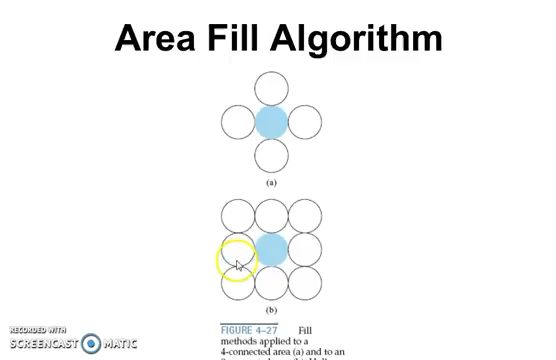 Area Fill Algorithm
(a)
(b)
FIGURE 4-27 Fill
methods applied to a
4-connected area (a) and to an
RECORDED WITH
SCREENCAST MATIC